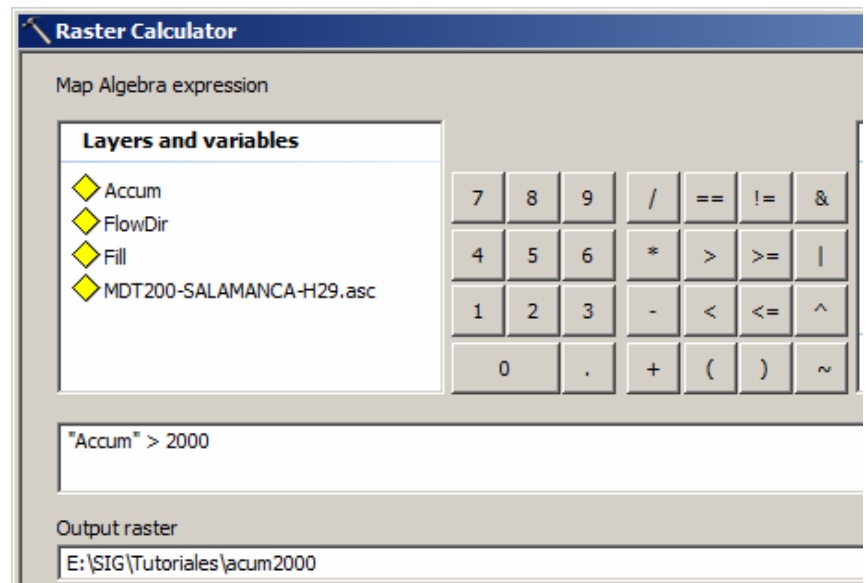 Raster Calculator
Map Algebra expression
Layers and variables
Accum
FlowDir
Fill
MDT200-SALAMANCA-H29.asc
7 8 9 / == != &
4 5 6 * > >= |
1 2 3 - < <= ^
0 . + ( ) ~
"Accum" > 2000
Output raster
E:\SIG\Tutoriales\acum2000